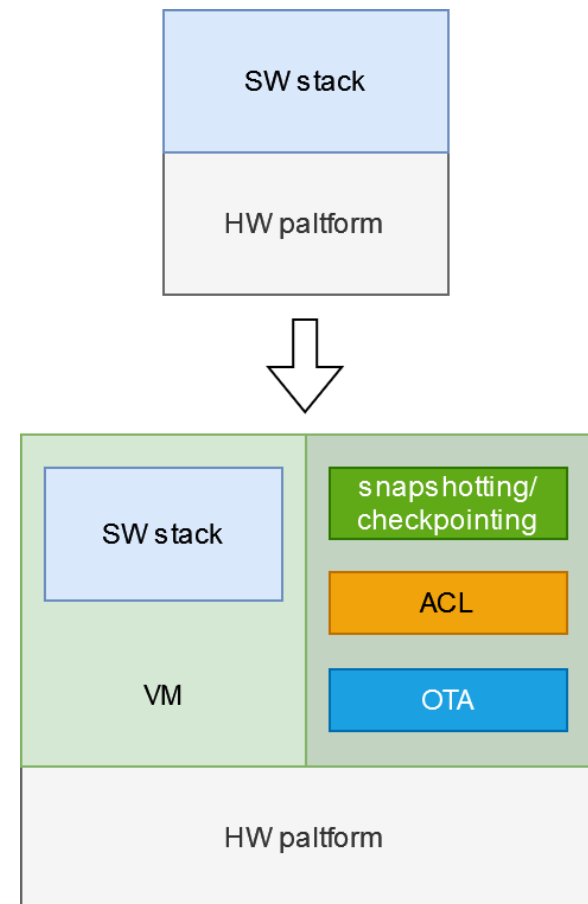 SW stack
HW paltform
SW stack
VM
snapshotting/
checkpointing
ACL
OTA
HW paltform